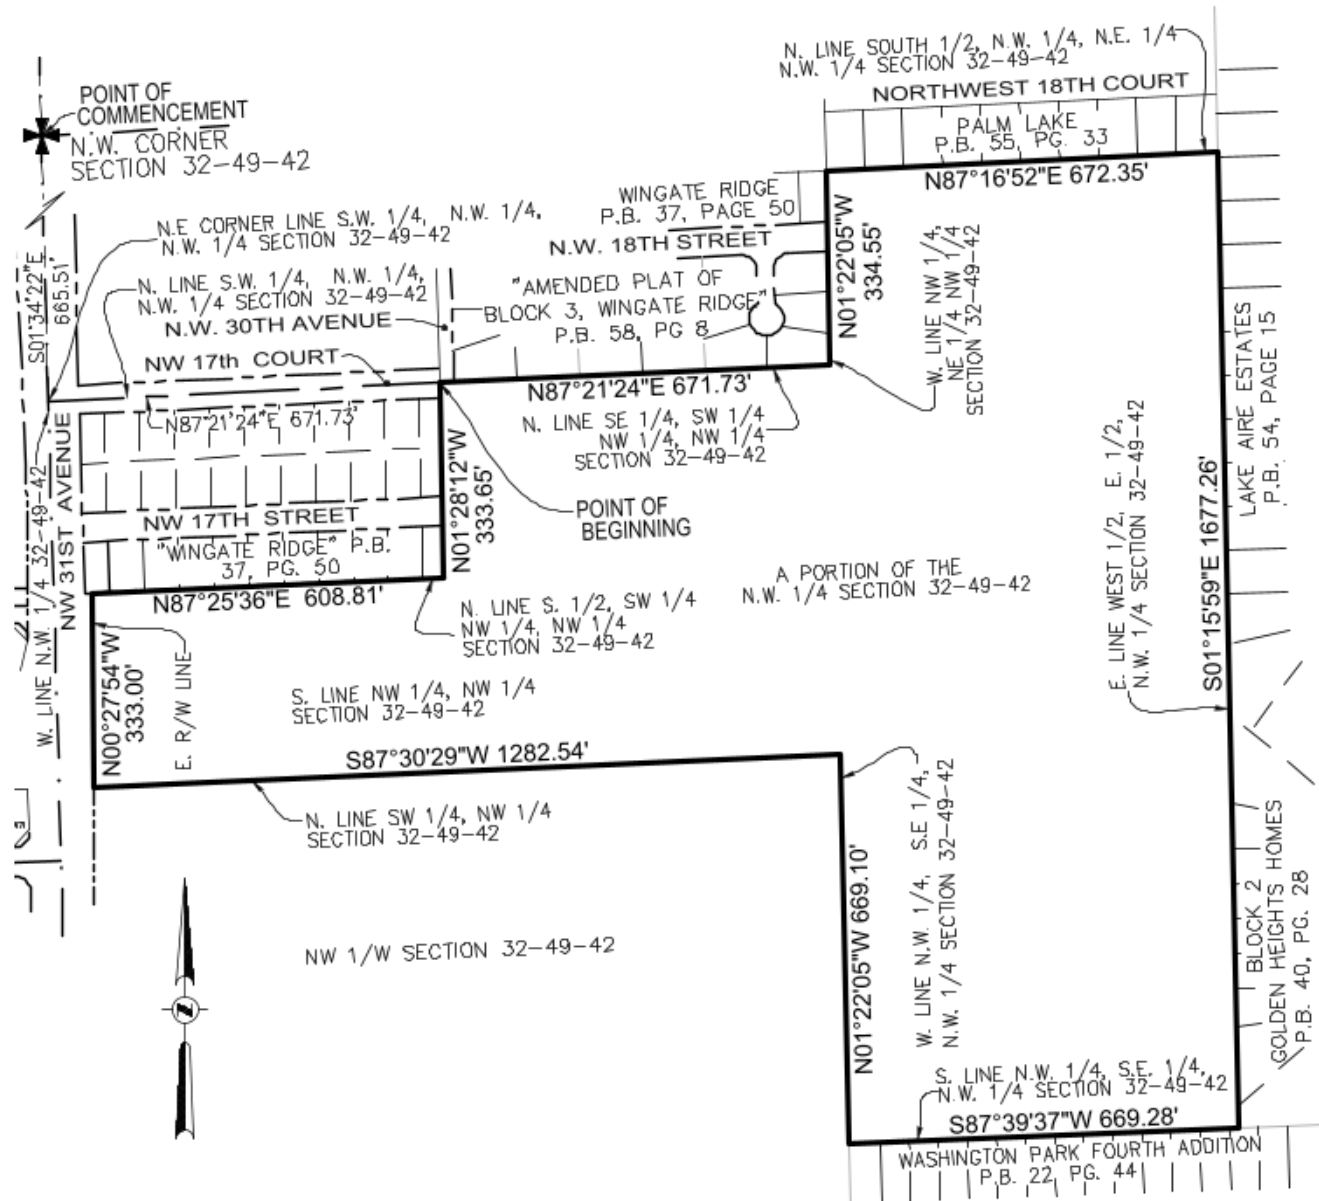 N. LINE SOUTH 1/2, N.W. 1/4, N.E. 1/4
N.W. 1/4 SECTION 32-49-42
NORTHWEST 18TH COURT
PALM LAKE
P.B. 55, PG. 33
N87°16'52"E 672.35'
POINT OF
COMMENCEMENT
N.W. CORNER
SECTION 32-49-42
WINGATE RIDGE
P.B. 37, PAGE 50
N.E CORNER LINE S.W. 1/4, N.W. 1/4,
N.W. 1/4 SECTION 32-49-42
N.W. 18TH STREET
N. LINE S.W. 1/4, N.W. 1/4,
N.W. 1/4 SECTION 32-49-42
"AMENDED PLAT OF
BLOCK 3, WINGATE RIDGE"
P.B. 58, PG 8
N.W. 30TH AVENUE
NW 17th COURT
S01°34'22"E
665.51'
N01°22'05"W
334.55'
W. LINE NW 1/4,
NE 1/4 NW 1/4
SECTION 32-49-42
LAKE AIRE ESTATES
P.B. 54, PAGE 15
N87°21'24"E 671.73'
N87°21'24"E 671.73'
N. LINE SE 1/4, SW 1/4
NW 1/4, NW 1/4
SECTION 32-49-42
NW 31ST AVENUE
W. LINE N.W. 1/4 32-49-42
N01°28'12"W
333.65'
POINT OF
BEGINNING
NW 17TH STREET
"WINGATE RIDGE" P.B.
37, PG. 50
N87°25'36"E 608.81'
N. LINE S. 1/2, SW 1/4
NW 1/4, NW 1/4
SECTION 32-49-42
A PORTION OF THE
N.W. 1/4 SECTION 32-49-42
E. LINE WEST 1/2, E. 1/2,
N.W. 1/4 SECTION 32-49-42
S01°15'59"E 1677.26'
N00°27'54"W
333.00'
E. R/W LINE
S. LINE NW 1/4, NW 1/4
SECTION 32-49-42
S87°30'29"W 1282.54'
N. LINE SW 1/4, NW 1/4
SECTION 32-49-42
N01°22'05"W 669.10'
W. LINE N.W. 1/4, S.E 1/4,
N.W. 1/4 SECTION 32-49-42
BLOCK 2
GOLDEN HEIGHTS HOMES
P.B. 40, PG. 28
NW 1/W SECTION 32-49-42
Z
S. LINE N.W. 1/4, S.E. 1/4,
N.W. 1/4 SECTION 32-49-42
S87°39'37"W 669.28'
WASHINGTON PARK FOURTH ADDITION
P.B. 22, PG. 44